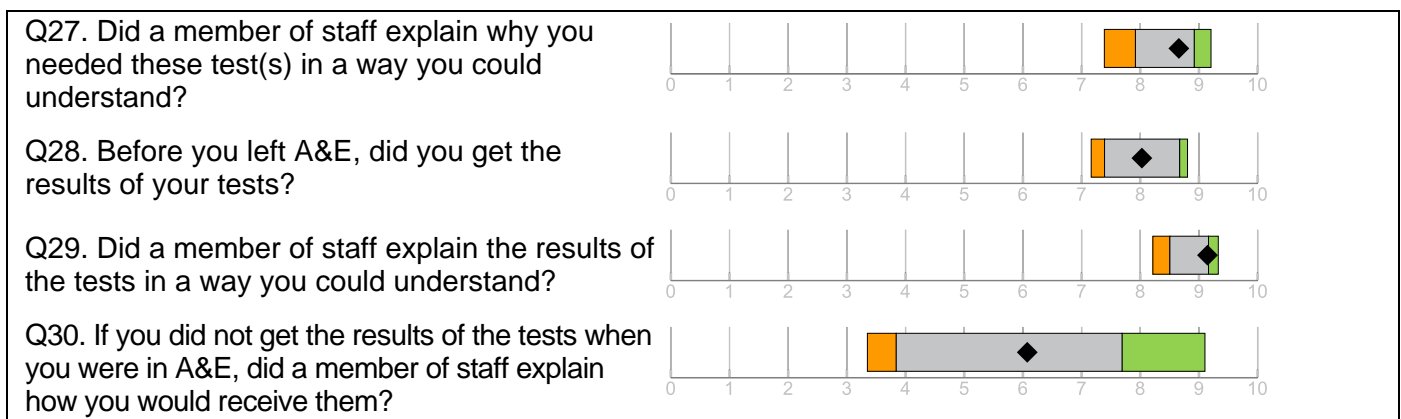 Q27. Did a member of staff explain why you
needed these test(s) in a way you could
understand?
0 1 2 3 4 5 6 7 8 9 10
Q28. Before you left A&E, did you get the
results of your tests?
0 1 2 3 4 5 6 7 8 9 10
Q29. Did a member of staff explain the results of
the tests in a way you could understand?
0 1 2 3 4 5 6 7 8 9 10
Q30. If you did not get the results of the tests when
you were in A&E, did a member of staff explain
how you would receive them?
0 1 2 3 4 5 6 7 8 9 10